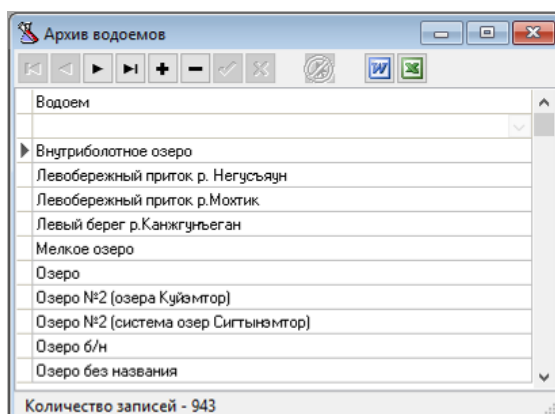 Архив водоемов
Водоем
Внутриболотное озеро
Левобережный приток р. Негусъяун
Левобережный приток р.Мохтик
Левый берег р.Канжгунъеган
Мелкое озеро
Озеро
Озеро №2 (озера Куйэмтор)
Озеро №2 (система озер Сигтынэмтор)
Озеро б/н
Озеро без названия
Количество записей - 943